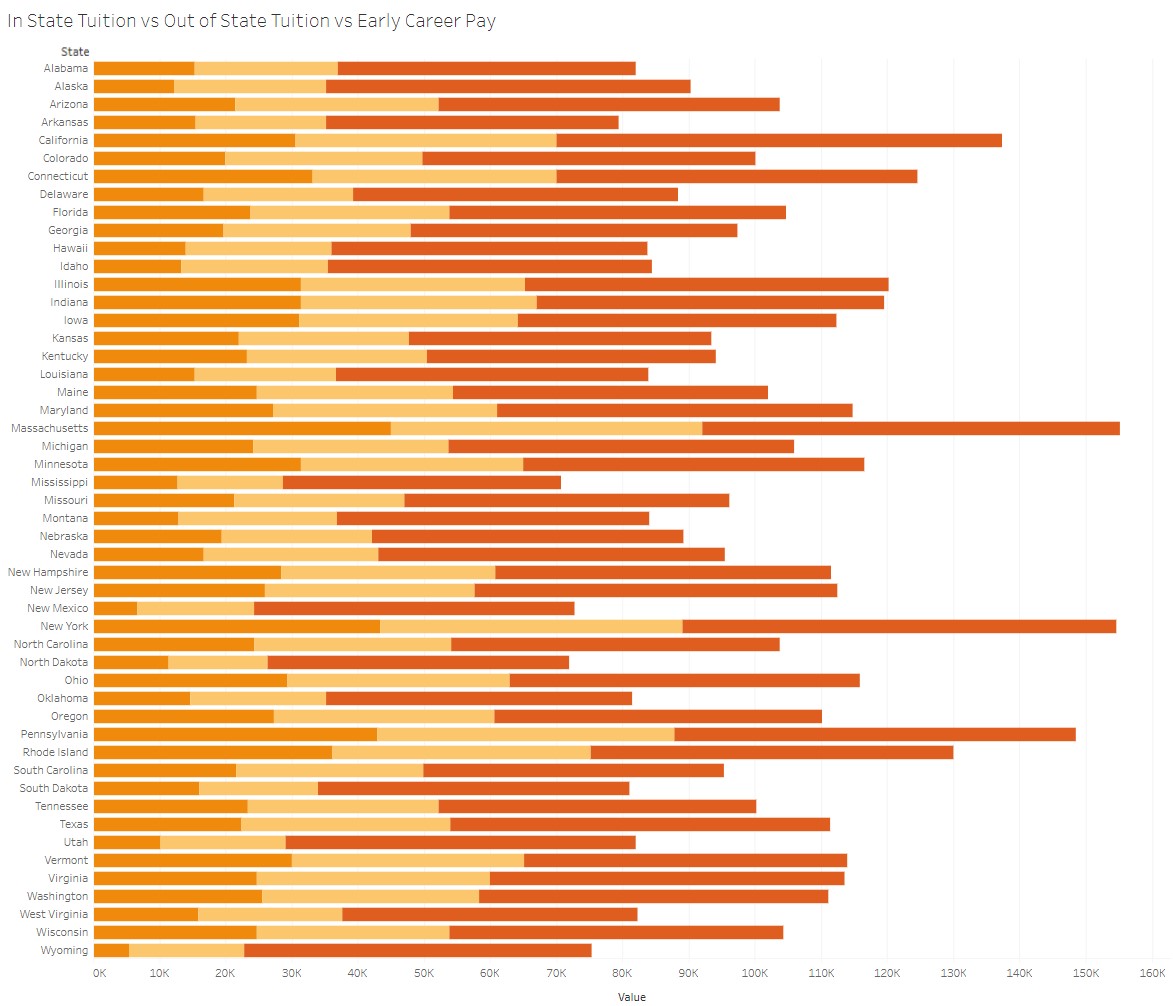 In State Tuition vs Out of State Tuition vs Early Career Pay
State
Alabama
Alaska
Arizona
Arkansas
California
Colorado
Connecticut
Delaware
Florida
Georgia
Hawaii
Idaho
Illinois
Indiana
Iowa
Kansas
Kentucky
Louisiana
Maine
Maryland
Massachusetts
Michigan
Minnesota
Mississippi
Missouri
Montana
Nebraska
Nevada
New Hampshire
New Jersey
New Mexico
New York
North Carolina
North Dakota
Ohio
Oklahoma
Oregon
Pennsylvania
Rhode Island
South Carolina
South Dakota
Tennessee
Texas
Utah
Vermont
Virginia
Washington
West Virginia
Wisconsin
Wyoming
0K 10K 20K 30K 40K 50K 60K 70K 80K 90K 100K 110K 120K 130K 140K 150K 160K
Value